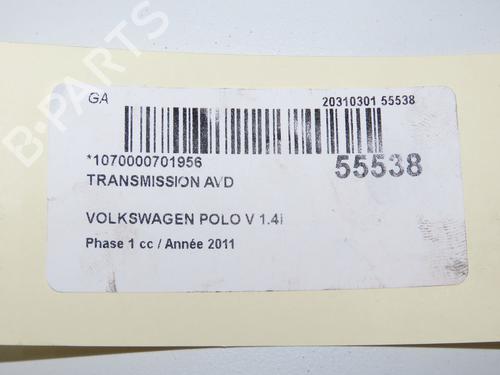 B-PARTS
GA
20310301 55538
*1070000701956
55538
TRANSMISSION AVD
VOLKSWAGEN POLO V 1.4i
Phase 1 cc / Année 2011